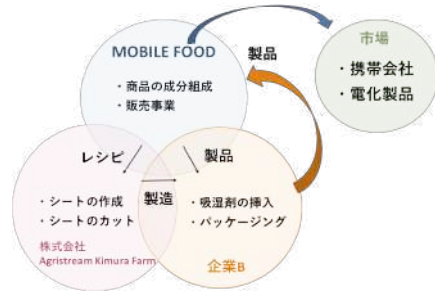 MOBILE FOOD
・商品の成分組成
・販売事業
製品
市場
・携帯会社
・電化製品
レシピ
製品
製造
・シートの作成
・シートのカット
株式会社
Agristream Kimura Farm
・吸湿剤の挿入
・パッケージング
企業B